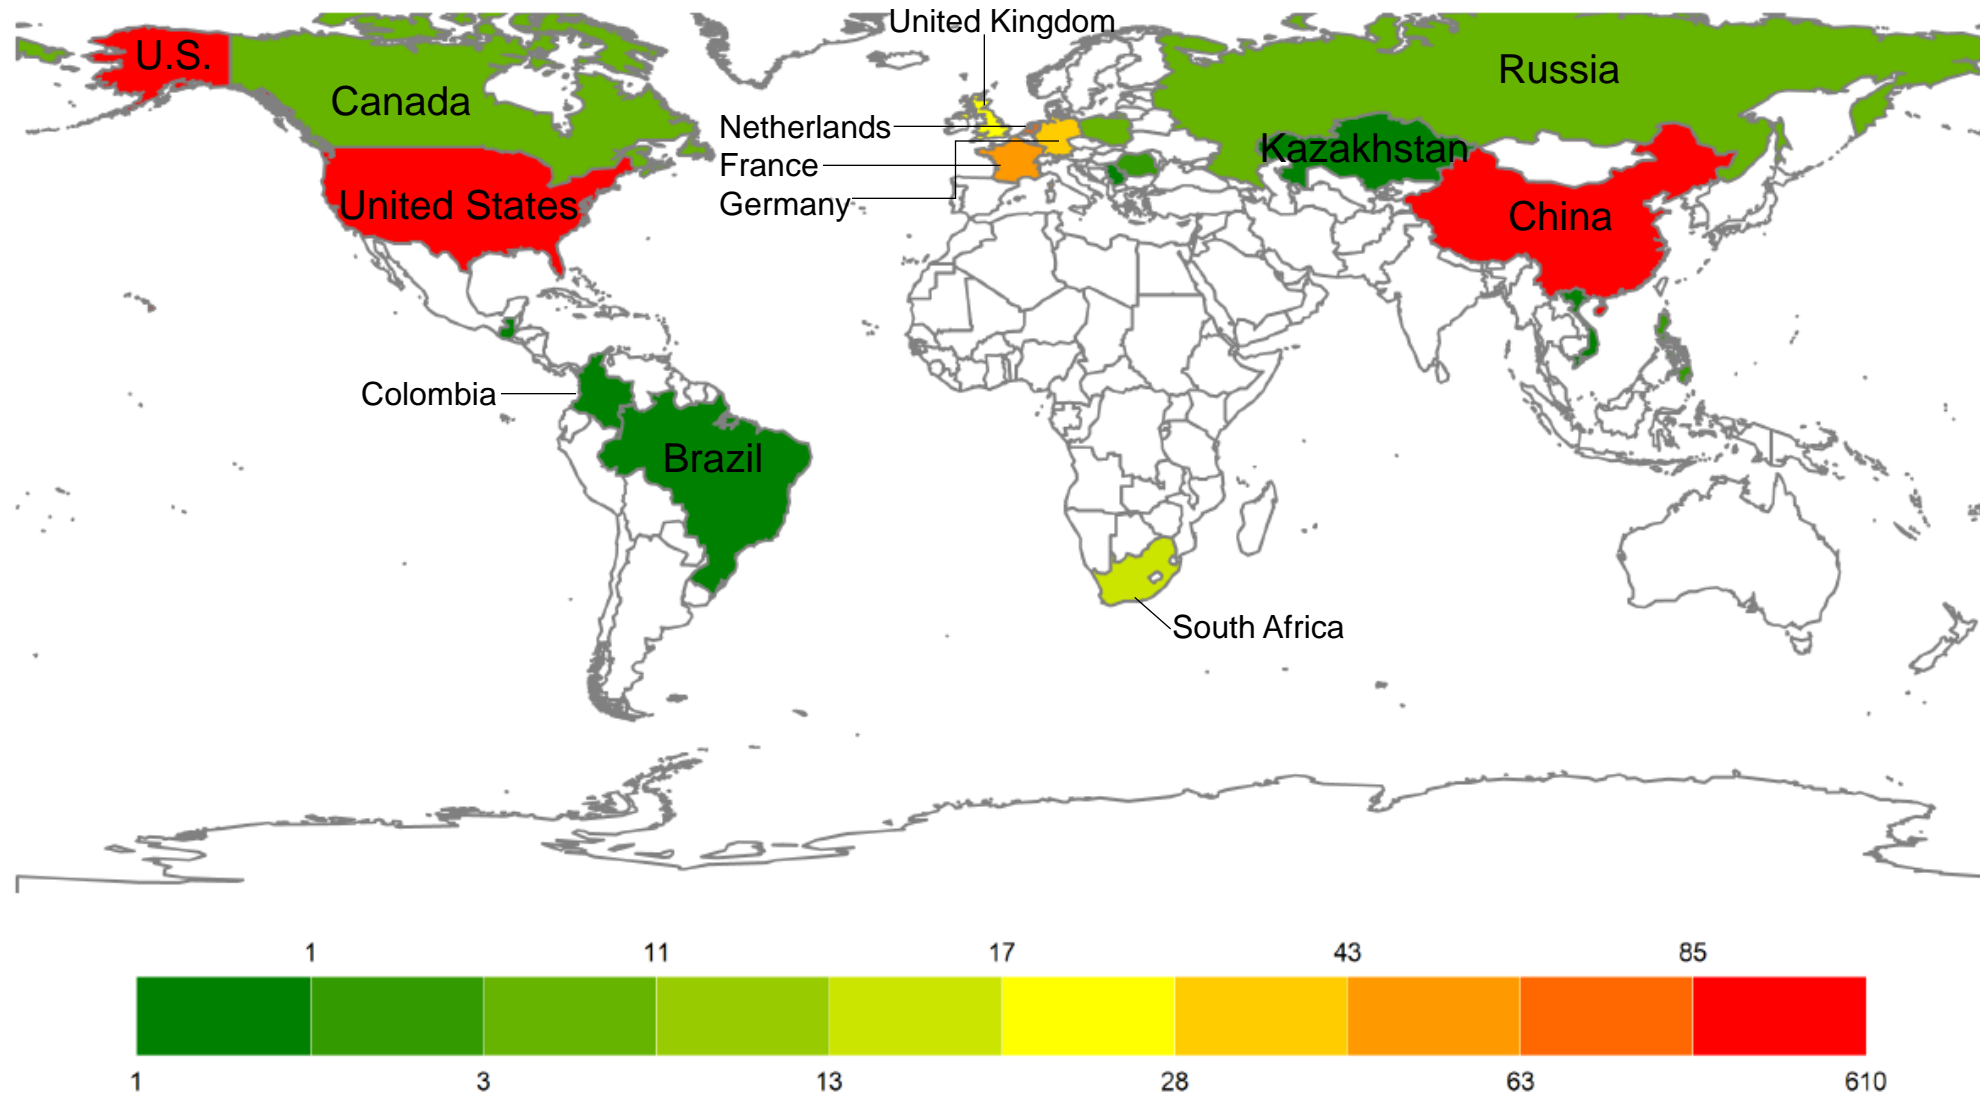 United Kingdom
U.S.
Russia
Canada
Netherlands
Kazakhstan
France
Germany
United States
China
Colombia
Brazil
South Africa
1 11 17 43 85
1 3 13 28 63 610